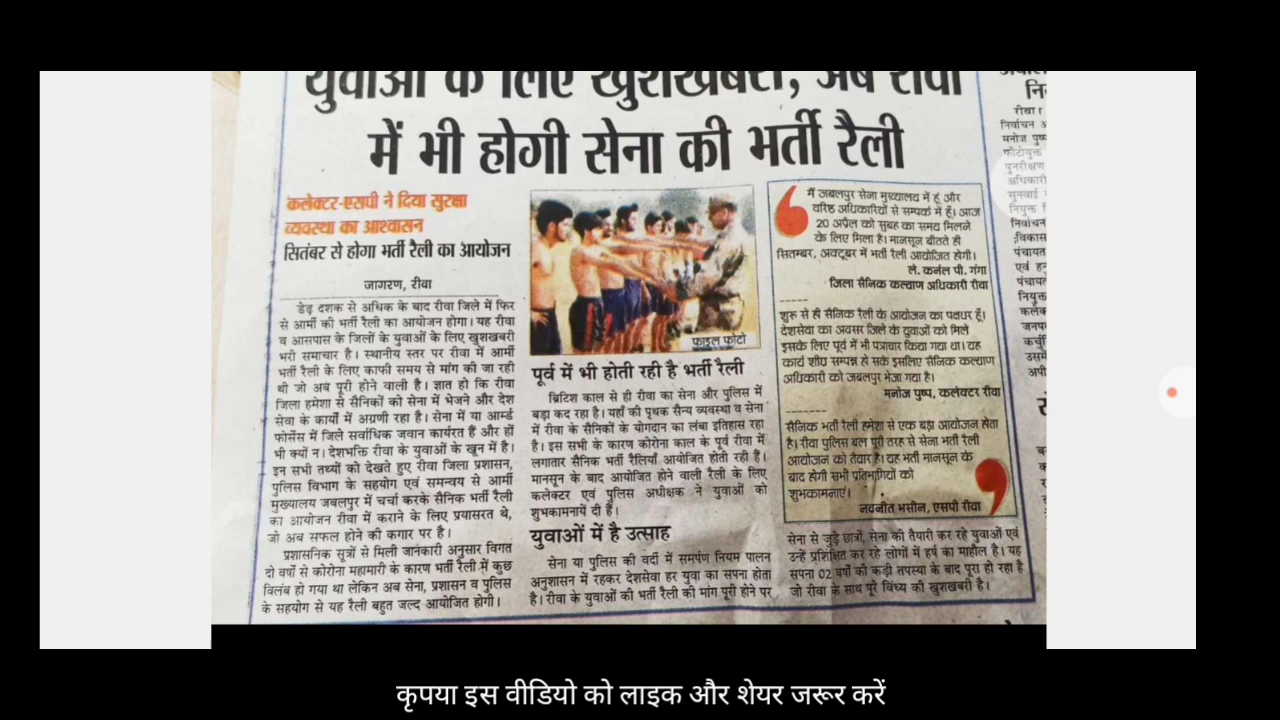 युवाओं के लिए खुशखबरी, अब रीवा
में भी होगी सेना की भर्ती रैली
कलेक्टर-एसपी ने दिया सुरक्षा
व्यवस्था का आश्वासन
सितंबर से होगा भर्ती रैली का आयोजन
जागरण, रीवा
डेढ़ दशक से अधिक के बाद रीवा जिले में फिर
से आर्मी की भर्ती रैली का आयोजन होगा। यह रीवा
व आसपास के जिलों के युवाओं के लिए खुशखबरी
भरी समाचार है। स्थानीय स्तर पर रीवा में आर्मी
भर्ती रैली के लिए काफी समय से मांग की जा रही
थी जो अब पूरी होने वाली है। ज्ञात हो कि रीवा
जिला हमेशा से सैनिकों को सेना में भेजने और देश
सेवा के कार्यों में अग्रणी रहा है। सेना में या आर्म्ड
फोर्सेस में जिले सर्वाधिक जवान कार्यरत हैं और हों
भी क्यों न। देशभक्ति रीवा के युवाओं के खून में है।
इन सभी तथ्यों को देखते हुए रीवा जिला प्रशासन,
पुलिस विभाग के सहयोग एवं समन्वय से आर्मी
मुख्यालय जबलपुर में चर्चा करके सैनिक भर्ती रैली
का आयोजन रीवा में कराने के लिए प्रयासरत थे,
जो अब सफल होने की कगार पर है।
प्रशासनिक सूत्रों से मिली जानकारी अनुसार विगत
दो वर्षों से कोरोना महामारी के कारण भर्ती रैली में कुछ
विलंब हो गया था लेकिन अब सेना, प्रशासन व पुलिस
के सहयोग से यह रैली बहुत जल्द आयोजित होगी।
फाइल फोटो
पूर्व में भी होती रही है भर्ती रैली
ब्रिटिश काल से ही रीवा का सेना और पुलिस में
बड़ा कद रहा है। यहाँ की पृथक सैन्य व्यवस्था व सेना
में रीवा के सैनिकों के योगदान का लंबा इतिहास रहा
है। इस सभी के कारण कोरोना काल के पूर्व रीवा में
लगातार सैनिक भर्ती रैलियाँ आयोजित होती रही हैं।
मानसून के बाद आयोजित होने वाली रैली के लिए
कलेक्टर एवं पुलिस अधीक्षक ने युवाओं को
शुभकामनायें दी हैं।
युवाओं में है उत्साह
सेना या पुलिस की वर्दी में समर्पण नियम पालन
अनुशासन में रहकर देशसेवा हर युवा का सपना होता
है। रीवा के युवाओं की भर्ती रैली की मांग पूरी होने पर
मैं जबलपुर सेना मुख्यालय में हूं और
वरिष्ठ अधिकारियों से सम्पर्क में हूँ। आज
20 अप्रैल को सुबह का समय मिलने
के लिए मिला है। मानसून बीतते ही
सितम्बर, अक्टूबर में भर्ती रैली आयोजित होगी।
ले. कर्नल पी. गंगा
जिला सैनिक कल्याण अधिकारी रीवा
शुरू से ही सैनिक रैली के आयोजन का पक्षधर हूँ।
देशसेवा का अवसर जिले के युवाओं को मिले
इसके लिए पूर्व में भी पत्राचार किया गया था। यह
कार्य शीघ्र सम्पन्न हो सके इसलिए सैनिक कल्याण
अधिकारी को जबलपुर भेजा गया है।
मनोज पुष्प, कलेक्टर रीवा
सैनिक भर्ती रैली हमेशा से एक बड़ा आयोजन होता
है। रीवा पुलिस बल पूरी तरह से सेना भर्ती रैली
आयोजन को तैयार है। यह भर्ती मानसून के
बाद होगी सभी प्रतिभागियों को
शुभकामनाएं।
नवनीत भसीन, एसपी रीवा
सेना से जुड़े छात्रों, सेना की तैयारी कर रहे युवाओं एवं
उन्हें प्रशिक्षित कर रहे लोगों में हर्ष का माहौल है। यह
सपना 02 वर्षों की कड़ी तपस्या के बाद पूरा हो रहा है
जो रीवा के साथ पूरे विंध्य की खुशखबरी है।
रीवा।
निर्वाचन
मनोज पुष्प
फोटोयुक्त
पुनरीक्षण
अधिकारी
सुनवाई
नियुक्त
निर्वाचन
विकास
पंचायत
एवं
पंचायत
कृपया इस वीडियो को लाइक और शेयर जरूर करें